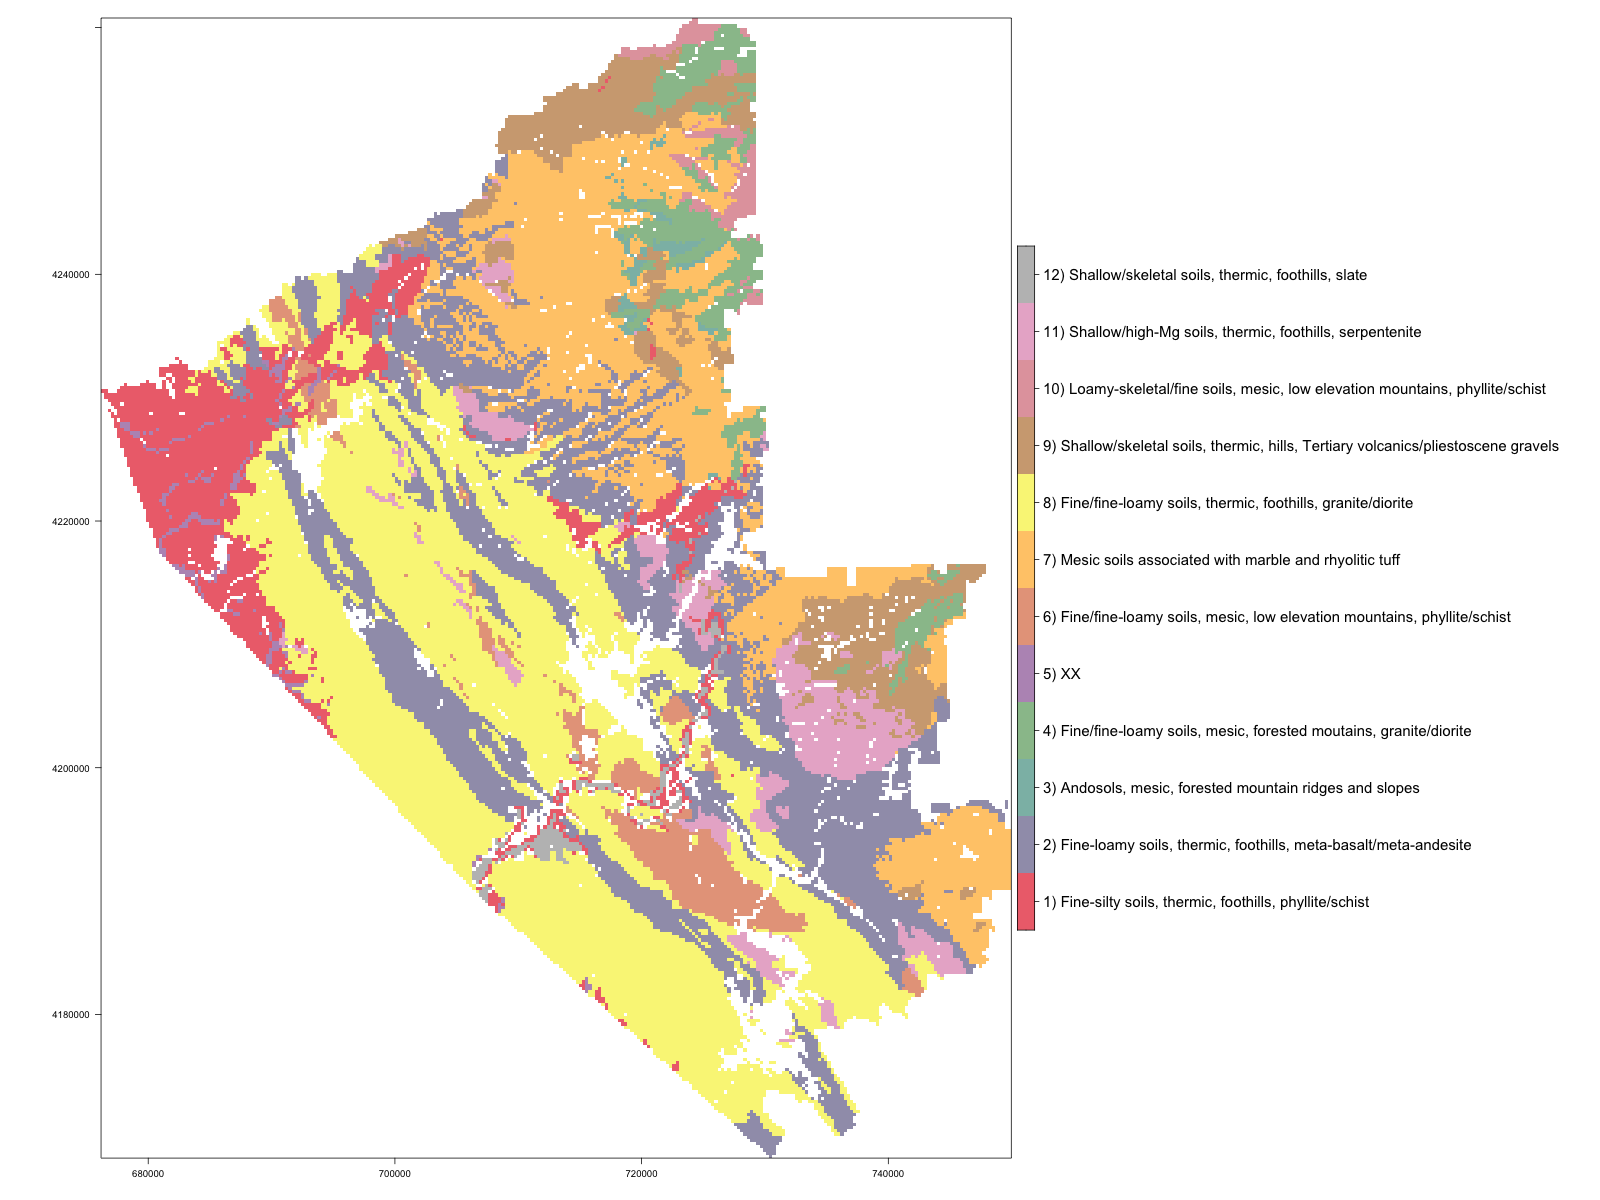 4240000
4220000
4200000
4180000
680000
700000
720000
740000
12) Shallow/skeletal soils, thermic, foothills, slate
11) Shallow/high-Mg soils, thermic, foothills, serpentenite
10) Loamy-skeletal/fine soils, mesic, low elevation mountains, phyllite/schist
9) Shallow/skeletal soils, thermic, hills, Tertiary volcanics/pliestoscene gravels
8) Fine/fine-loamy soils, thermic, foothills, granite/diorite
7) Mesic soils associated with marble and rhyolitic tuff
6) Fine/fine-loamy soils, mesic, low elevation mountains, phyllite/schist
5) XX
4) Fine/fine-loamy soils, mesic, forested moutains, granite/diorite
3) Andosols, mesic, forested mountain ridges and slopes
2) Fine-loamy soils, thermic, foothills, meta-basalt/meta-andesite
1) Fine-silty soils, thermic, foothills, phyllite/schist